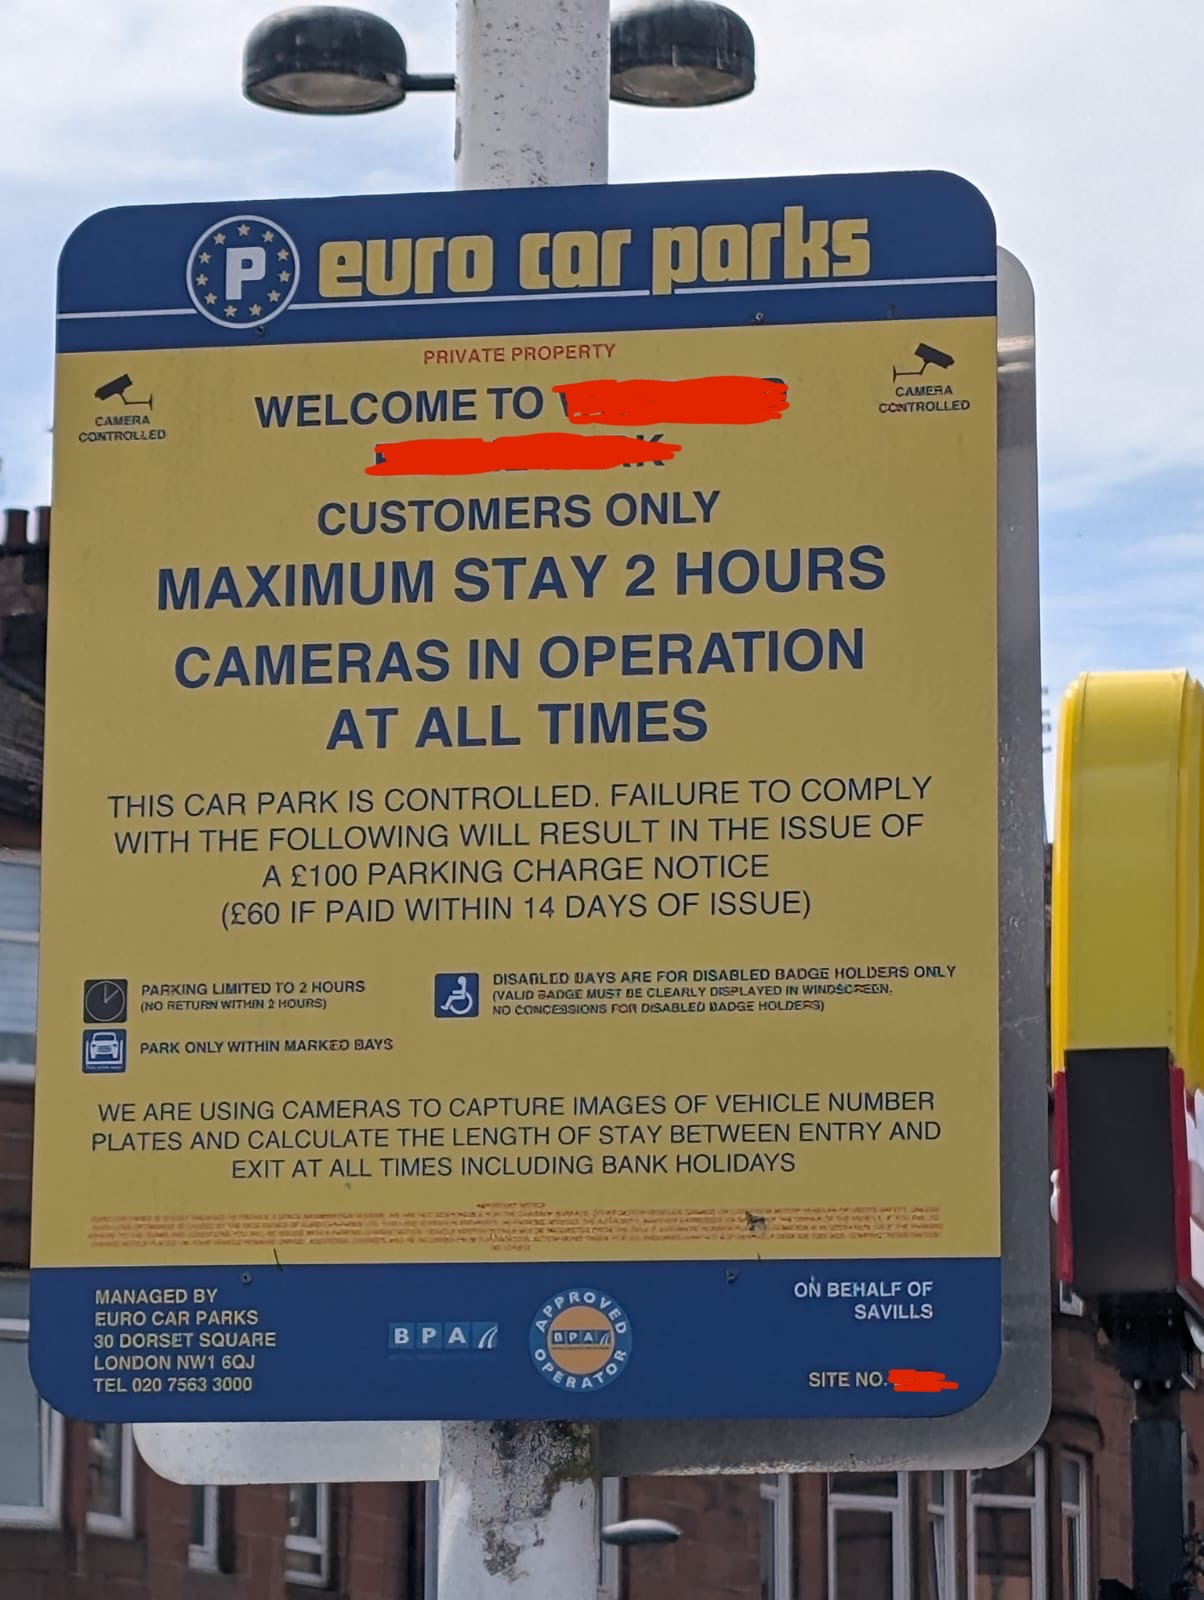 P euro car parks
PRIVATE PROPERTY
CAMERA
CONTROLLED
CAMERA
CONTROLLED
WELCOME TO
CUSTOMERS ONLY
MAXIMUM STAY 2 HOURS
CAMERAS IN OPERATION
AT ALL TIMES
THIS CAR PARK IS CONTROLLED. FAILURE TO COMPLY
WITH THE FOLLOWING WILL RESULT IN THE ISSUE OF
A £100 PARKING CHARGE NOTICE
(£60 IF PAID WITHIN 14 DAYS OF ISSUE)
PARKING LIMITED TO 2 HOURS
(NO RETURN WITHIN 2 HOURS)
PARK ONLY WITHIN MARKED BAYS
DISABLED BAYS ARE FOR DISABLED BADGE HOLDERS ONLY
(VALID BADGE MUST BE CLEARLY DISPLAYED IN WINDSCREEN.
NO CONCESSIONS FOR DISABLED BADGE HOLDERS)
WE ARE USING CAMERAS TO CAPTURE IMAGES OF VEHICLE NUMBER
PLATES AND CALCULATE THE LENGTH OF STAY BETWEEN ENTRY AND
EXIT AT ALL TIMES INCLUDING BANK HOLIDAYS
IMPORTANT NOTICE
MANAGED BY
EURO CAR PARKS
30 DORSET SQUARE
LONDON NW1 6QJ
TEL 020 7563 3000
BPA
APPROVED
BPA
OPERATOR
ON BEHALF OF
SAVILLS
SITE NO.